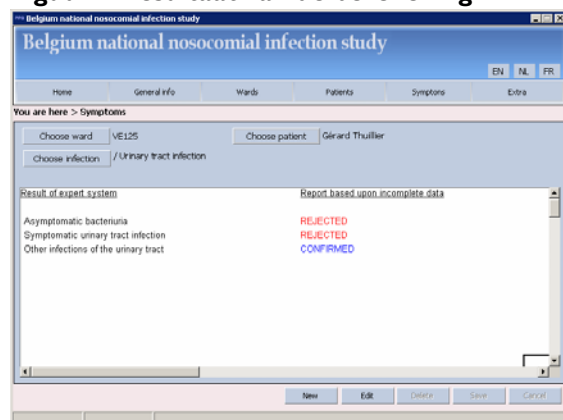 Belgium national nosocomial infection study
Belgium national nosocomial infection study
EN NL FR
Home General info Wards Patients Symptons Extra
You are here > Symptoms
Choose ward VE125 Choose patient Gérard Thuillier
Choose infection / Urinary tract infection
Result of expert system Report based upon incomplete data
Asymptomatic bacteriuria REJECTED
Symptomatic urinary tract infection REJECTED
Other infections of the urinary tract CONFIRMED
New Edit Delete Save Cancel